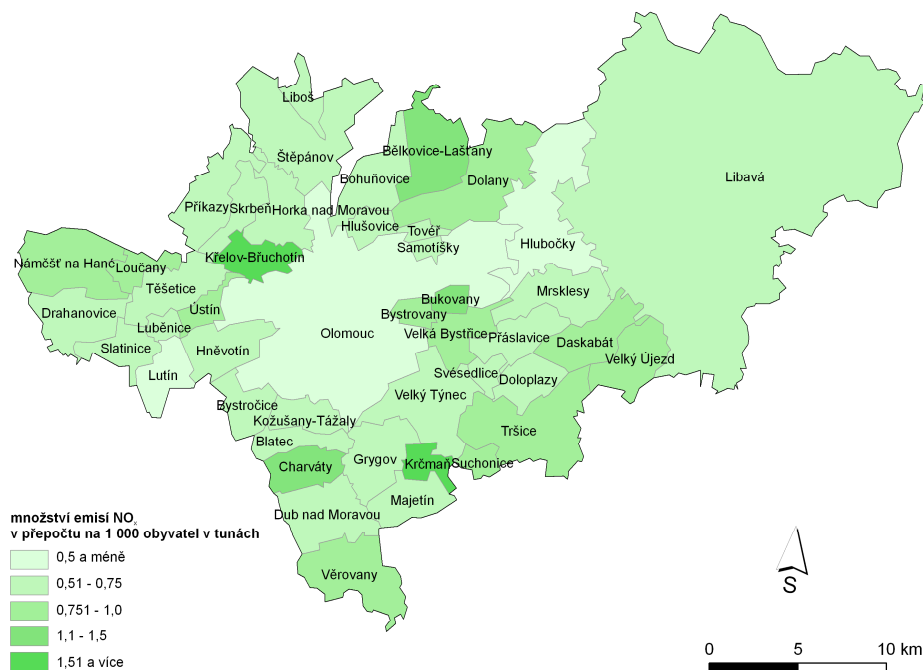 Liboš
Štěpánov
Bělkovice-Lašťany
Bohuňovice
Dolany
Libavá
Příkazy
Skrbeň
Horka nad Moravou
Hlušovice
Tovéř
Samotíšky
Hlubočky
Křelov-Břuchotín
Náměšť na Hané
Loučany
Těšetice
Mrsklesy
Drahanovice
Ústín
Bukovany
Bystrovany
Luběnice
Olomouc
Velká Bystřice
Přáslavice
Daskabát
Slatinice
Hněvotín
Velký Újezd
Lutín
Svésedlice
Doloplazy
Velký Týnec
Bystročice
Kožušany-Tážaly
Blatec
Tršice
Charváty
Grygov
Krčmaň
Suchonice
Majetín
Dub nad Moravou
Věrovany
množství emisí NOx
v přepočtu na 1 000 obyvatel v tunách
0,5 a méně
0,51 - 0,75
0,751 - 1,0
1,1 - 1,5
1,51 a více
S
0 5 10 km